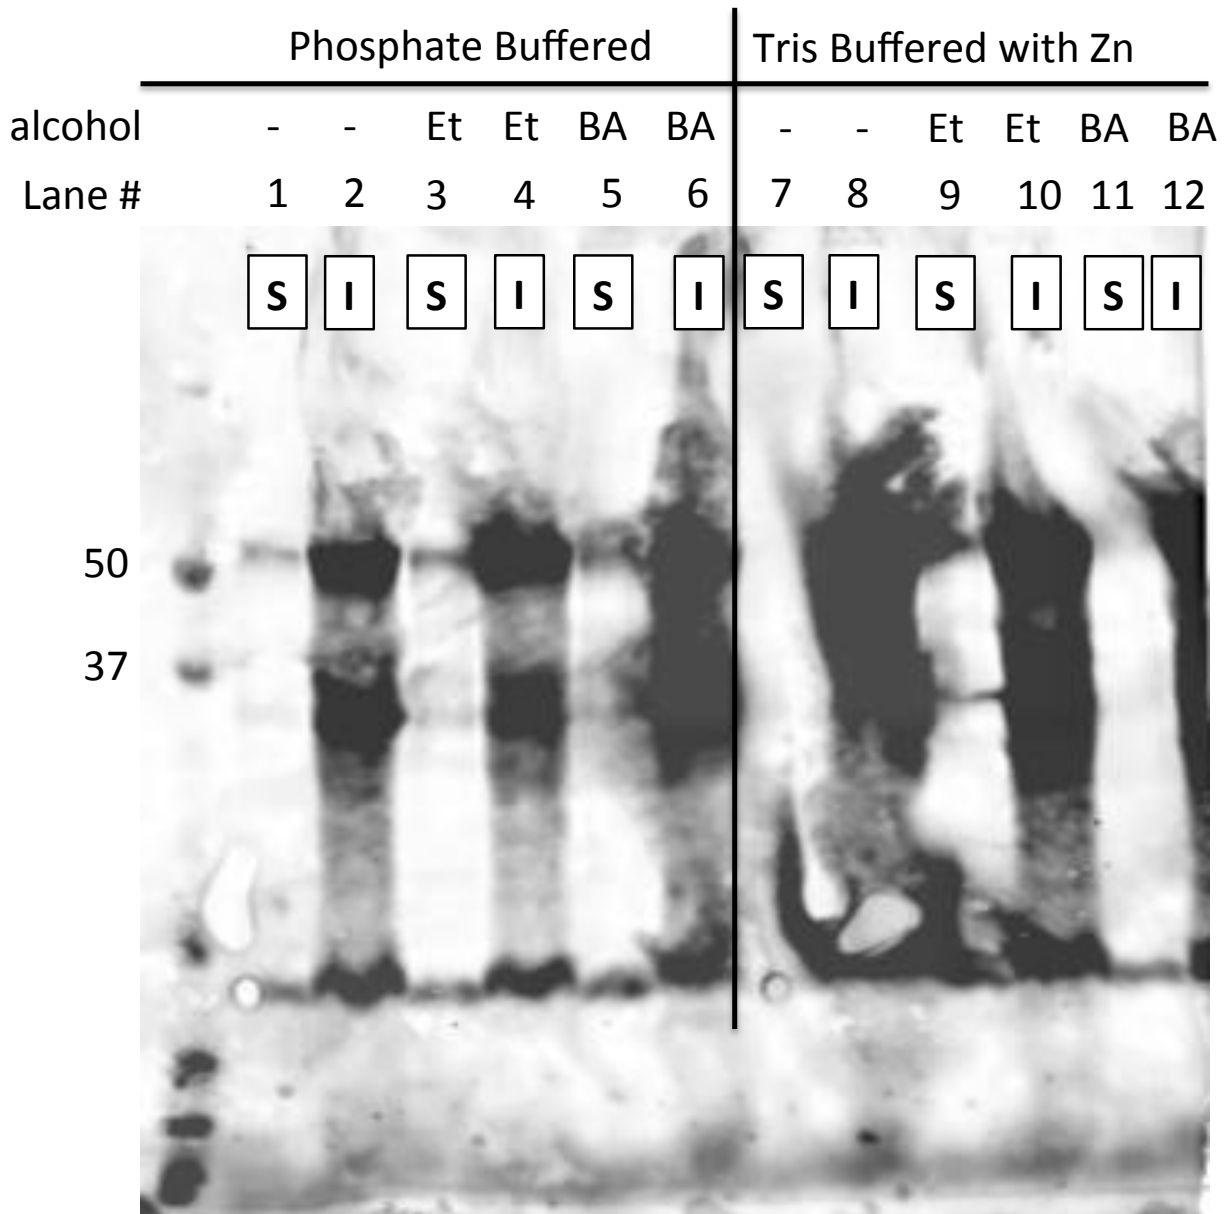 Phosphate Buffered Tris Buffered with Zn
alcohol - - Et Et BA BA - - Et Et BA BA
Lane # 1 2 3 4 5 6 7 8 9 10 11 12
S I S I S I S I S I S I
50
37